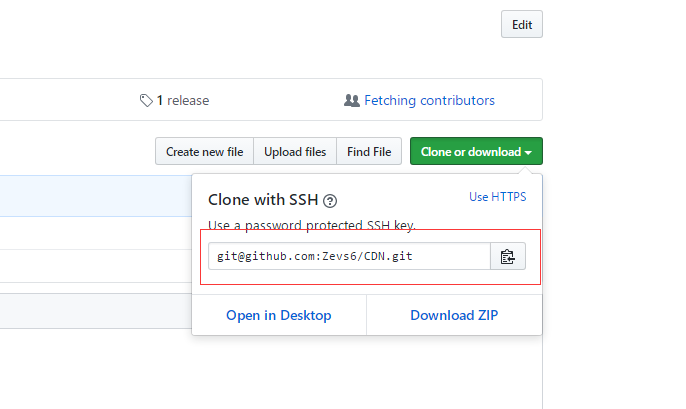 Edit
1 release
Fetching contributors
Create new file
Upload files
Find File
Clone or download
Clone with SSH
Use HTTPS
Use a password protected SSH key.
git@github.com:Zevs6/CDN.git
Open in Desktop
Download ZIP